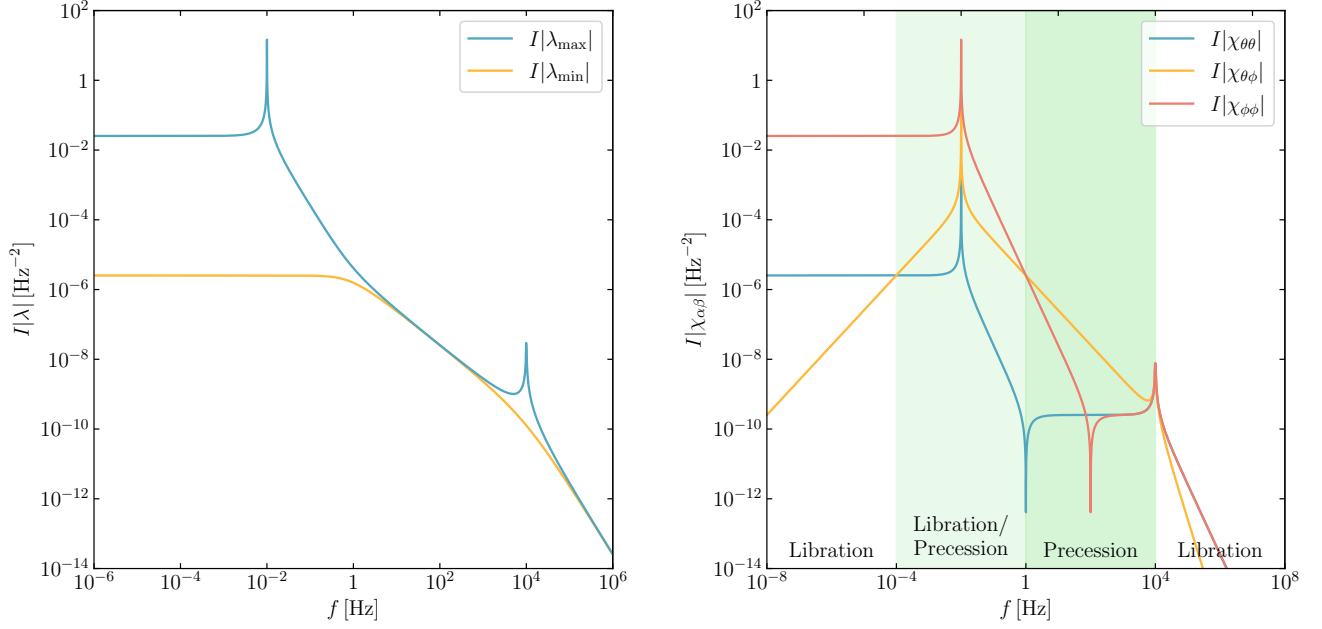 10^2
1
10^−2
10^−4
10^−6
10^−8
10^−10
10^−12
10^−14
I|λ| [Hz^−2]
I|λ_max|
I|λ_min|
10^−6 10^−4 10^−2 1 10^2 10^4 10^6
f [Hz]
10^2
1
10^−2
10^−4
10^−6
10^−8
10^−10
10^−12
10^−14
I|χ_αβ| [Hz^−2]
I|χ_θθ|
I|χ_θϕ|
I|χ_ϕϕ|
Libration
Libration/
Precession
Precession
Libration
10^−8 10^−4 1 10^4 10^8
f [Hz]